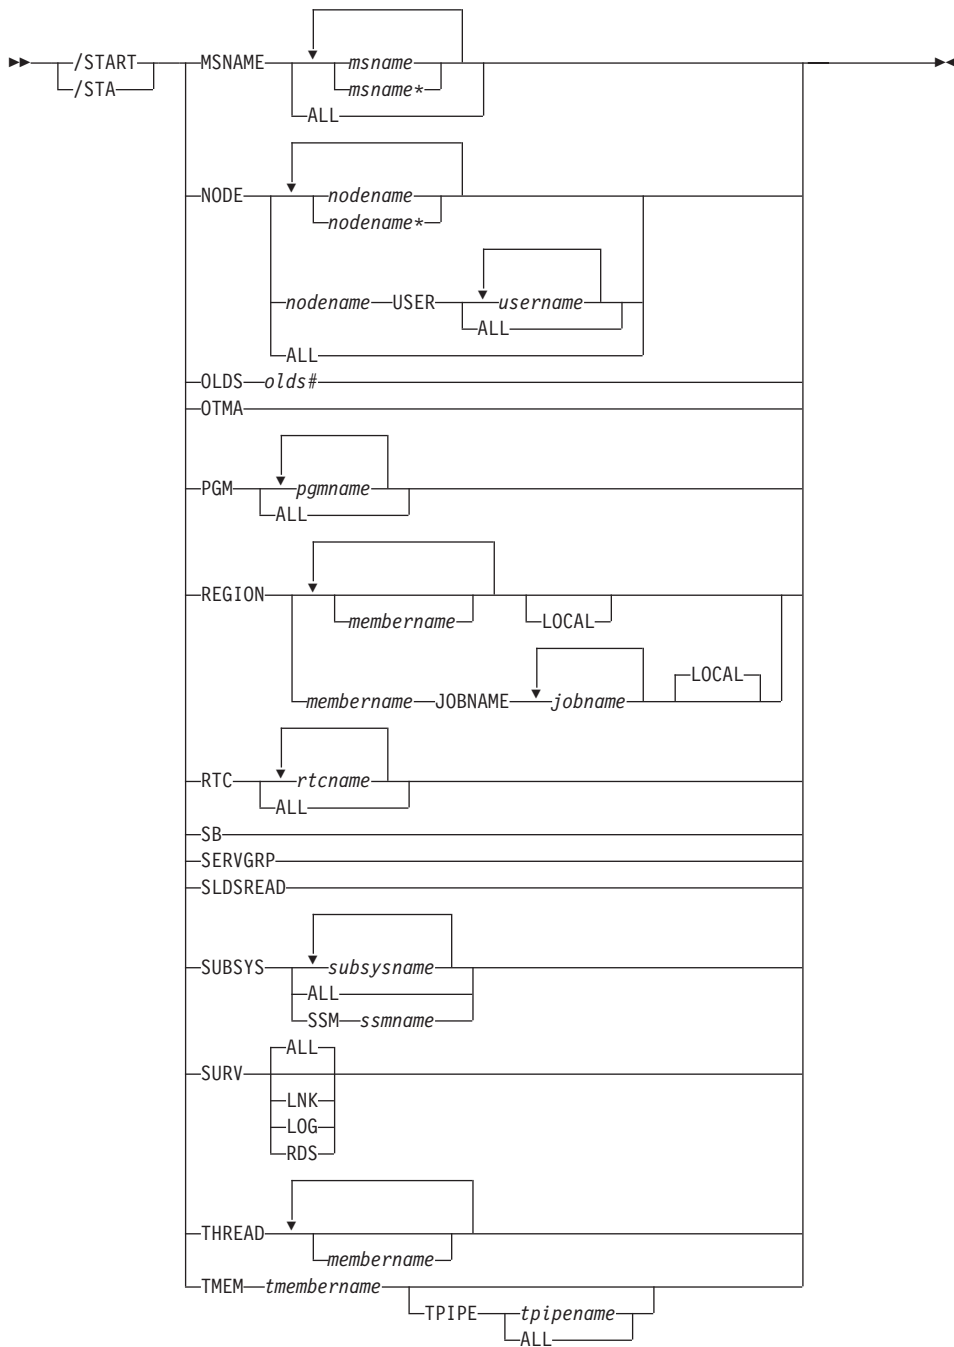 /START MSNAME msname
/STA msname*
ALL
NODE nodename
nodename*
nodename USER username
ALL
ALL
OLDS olds#
OTMA
PGM pgmname
ALL
REGION
membername LOCAL
LOCAL
membername JOBNAME jobname
RTC rtcname
ALL
SB
SERVGRP
SLDSREAD
SUBSYS subsysname
ALL
SSM ssmname
ALL
SURV
LNK
LOG
RDS
THREAD
membername
TMEM tmembername
TPIPE tpipename
ALL